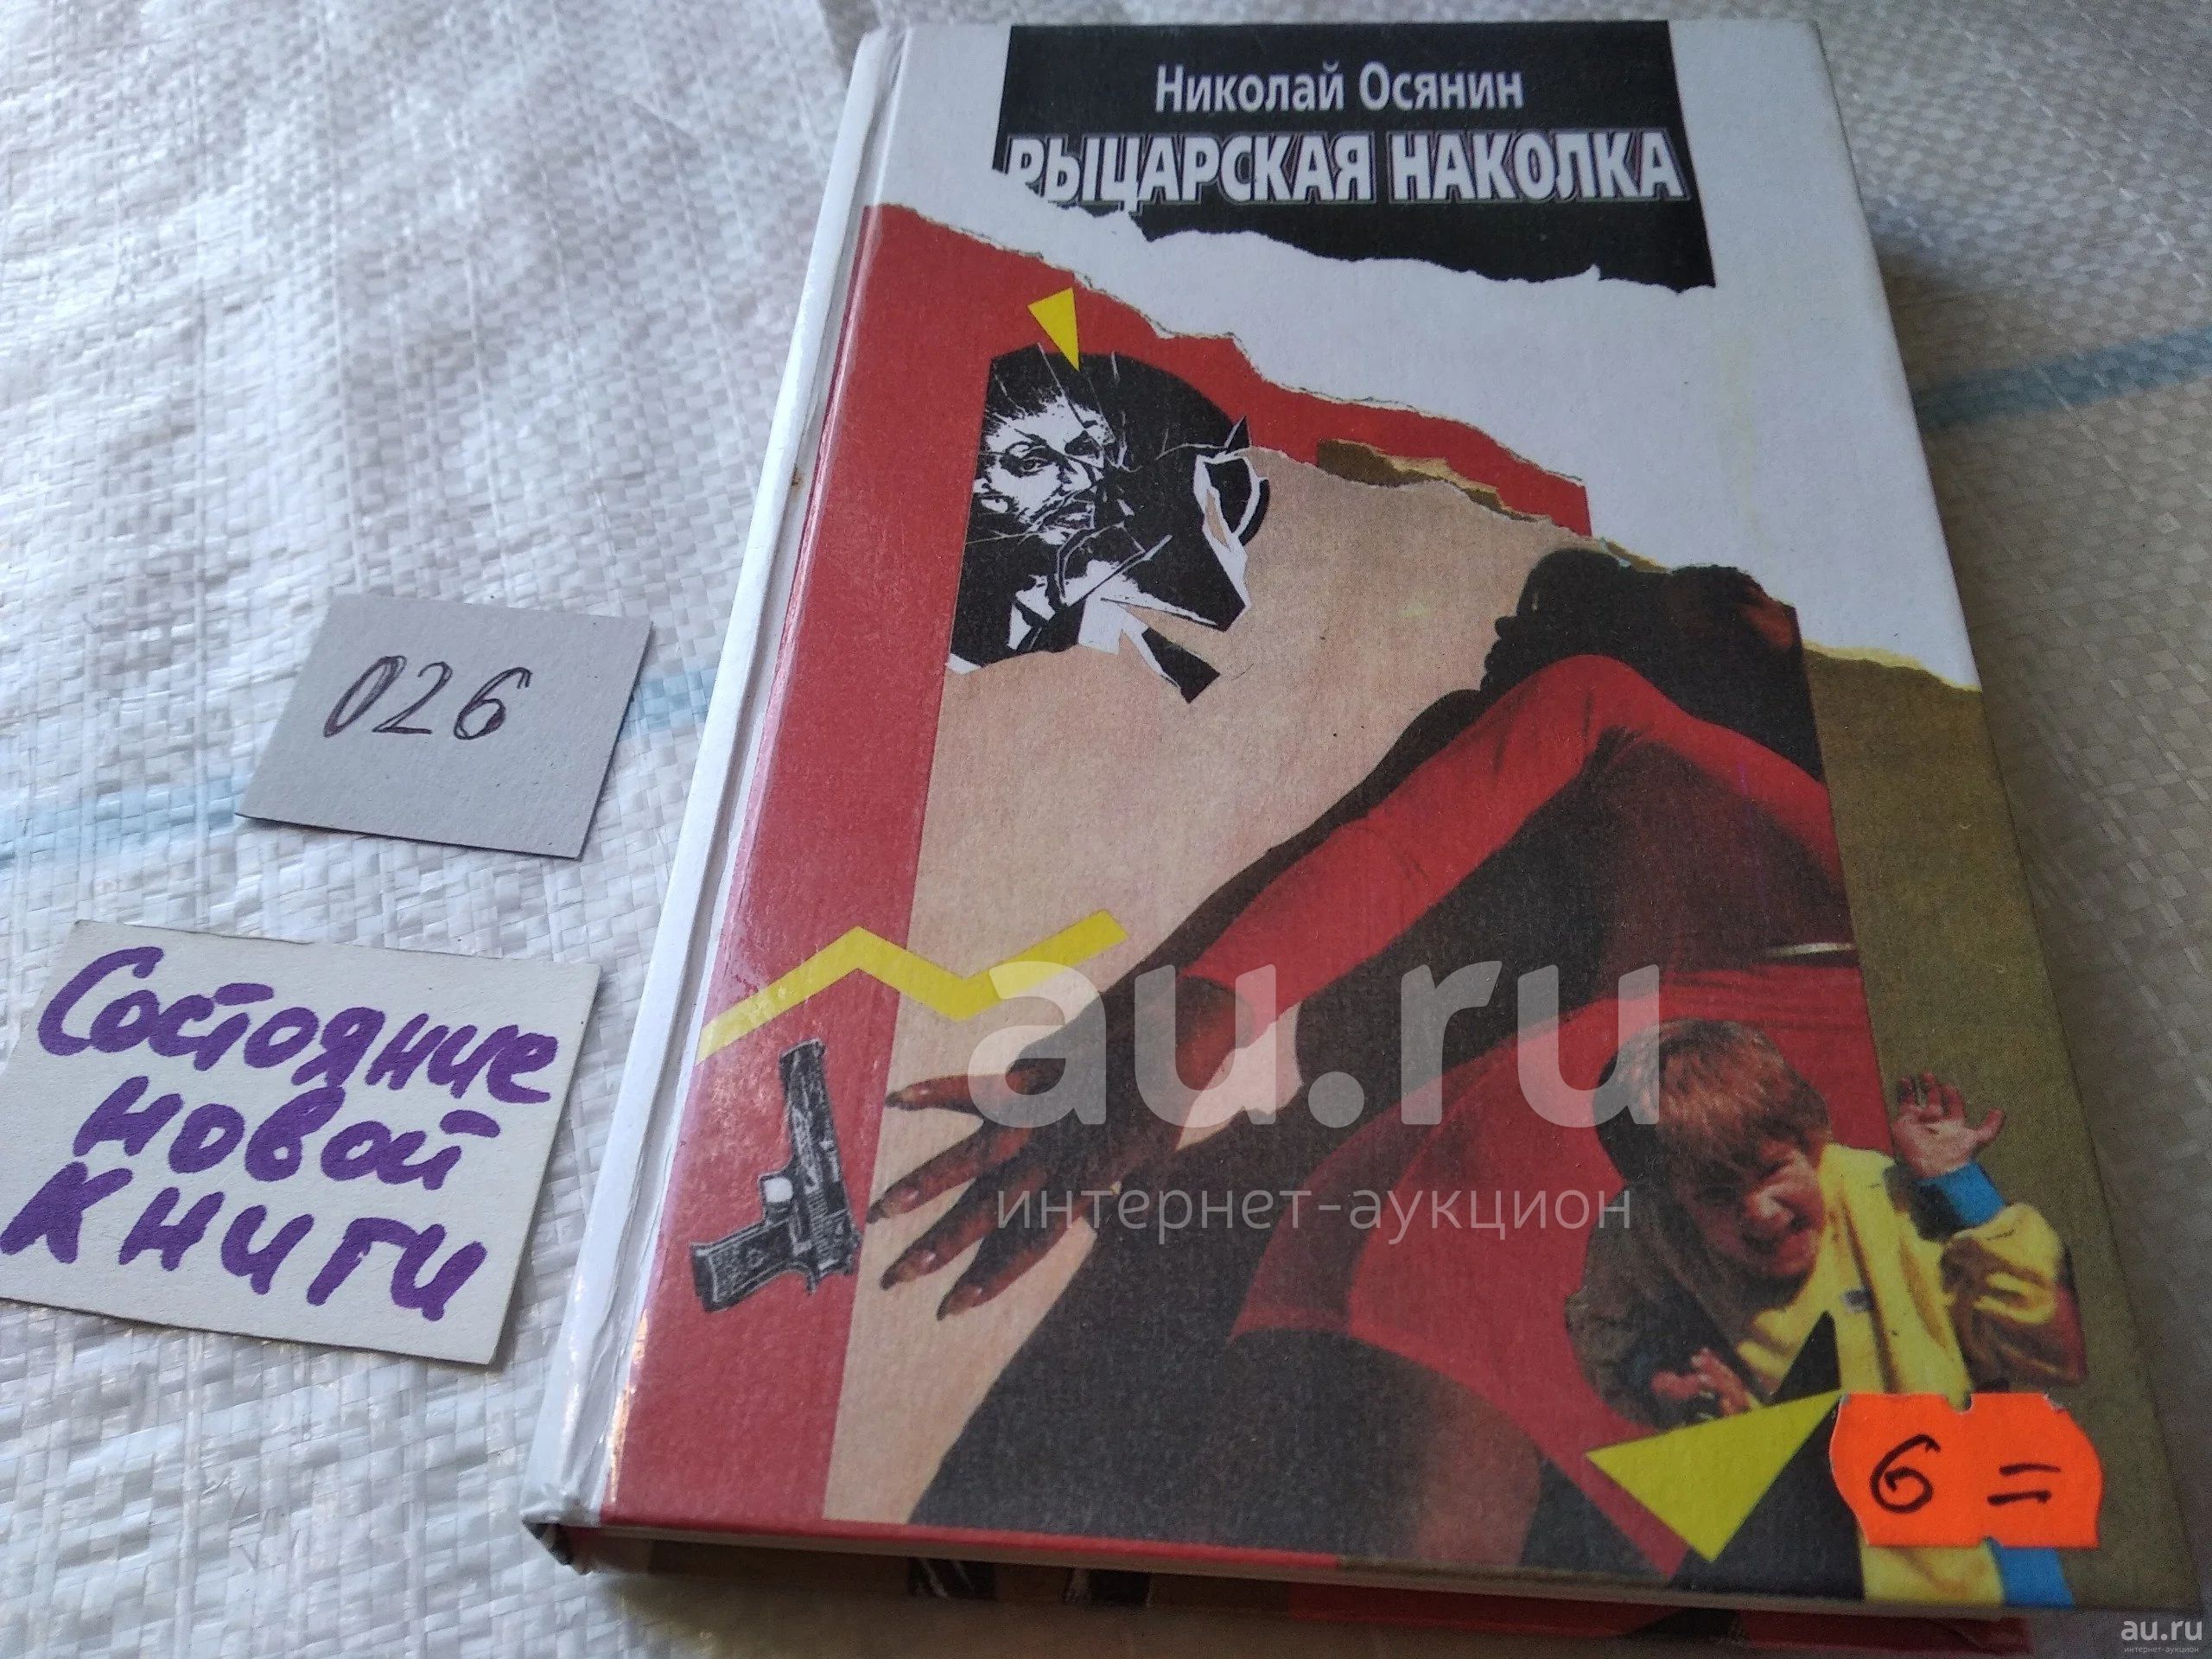 Николай Осянин
РЫЦАРСКАЯ НАКОЛКА
026
Состояние
новой
книги
au.ru
интернет-аукцион
6 =
au.ru
интернет-аукцион